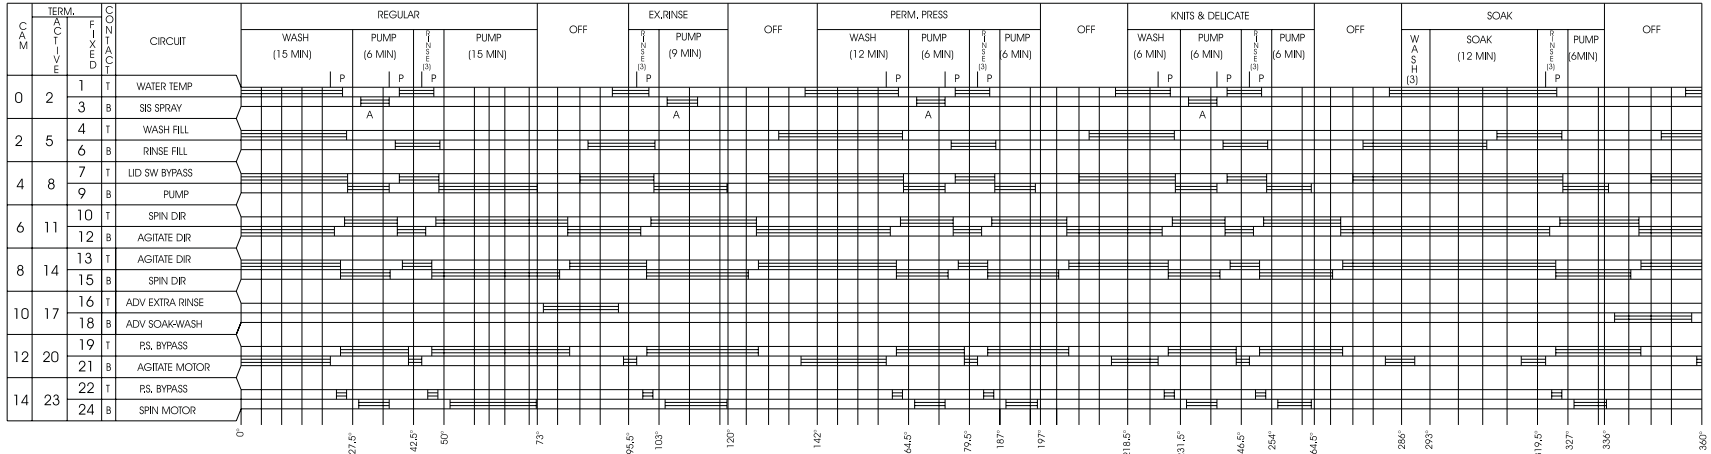 CAM
TERM.
ACTIVE
FIXED
CONTACT
CIRCUIT
REGULAR
OFF
EX.RINSE
OFF
PERM. PRESS
OFF
KNITS & DELICATE
OFF
SOAK
OFF
WASH (15 MIN)
PUMP (6 MIN)
RINSE(3)
PUMP (15 MIN)
RINSE(3)
PUMP (9 MIN)
WASH (12 MIN)
PUMP (6 MIN)
RINSE(3)
PUMP (6 MIN)
WASH (6 MIN)
PUMP (6 MIN)
RINSE(3)
PUMP (6 MIN)
WASH (3)
SOAK (12 MIN)
RINSE(3)
PUMP (6MIN)
P P P P P P P P
0 2 1 T WATER TEMP
3 B SIS SPRAY
A A A A
2 5 4 T WASH FILL
6 B RINSE FILL
4 8 7 T LID SW BYPASS
9 B PUMP
6 11 10 T SPIN DIR
12 B AGITATE DIR
8 14 13 T AGITATE DIR
15 B SPIN DIR
10 17 16 T ADV EXTRA RINSE
18 B ADV SOAK-WASH
12 20 19 T P.S. BYPASS
21 B AGITATE MOTOR
14 23 22 T P.S. BYPASS
24 B SPIN MOTOR
0° 27.5° 42.5° 50° 73° 95.5° 103° 120° 142° 64.5° 79.5° 187° 197° 218.5° 231.5° 46.5° 254° 64.5° 286° 293° 319.5° 327° 336° 360°